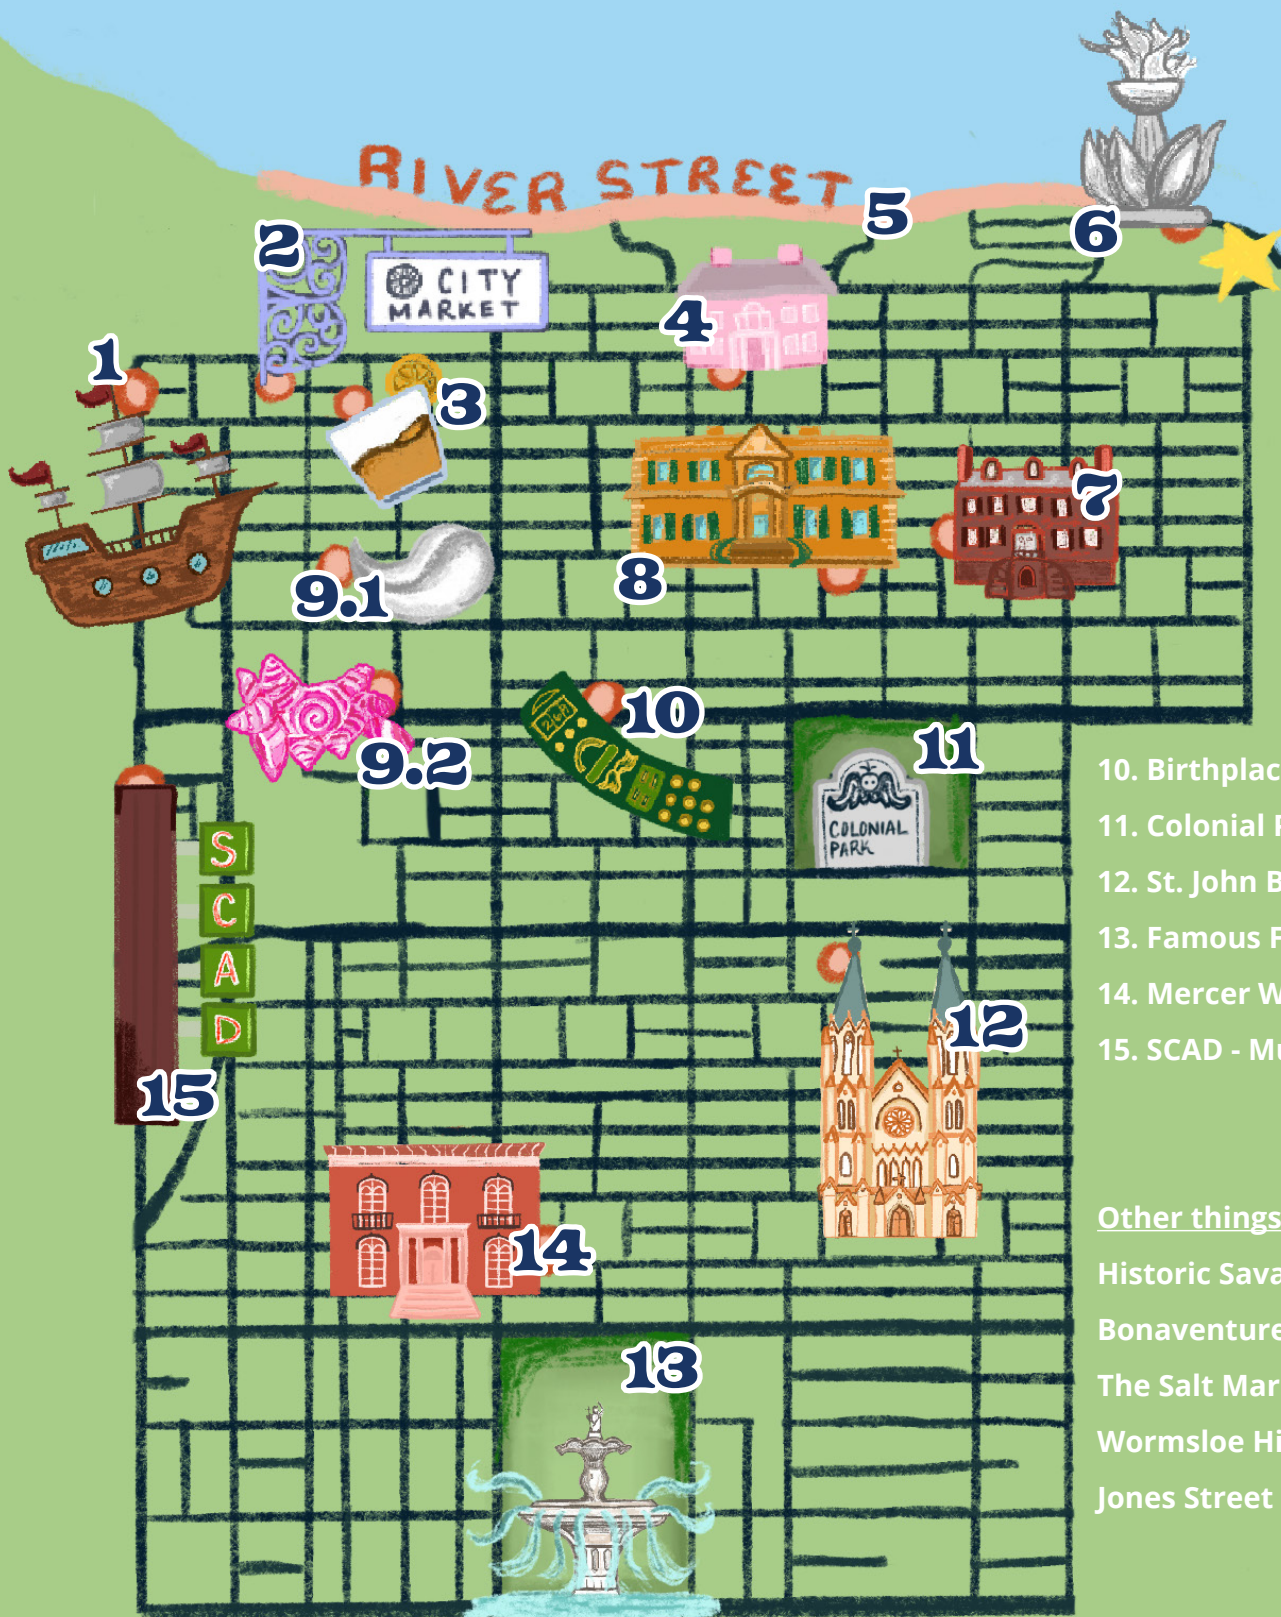 RIVER STREET
1
2
CITY
MARKET
3
4
5
6
7
8
9.1
9.2
10
11
COLONIAL
PARK
12
13
14
15
S
C
A
D
10. Birthplac
11. Colonial
12. St. John B
13. Famous F
14. Mercer W
15. SCAD - Mu
Other things
Historic Sava
Bonaventure
The Salt Mar
Wormsloe Hi
Jones Street